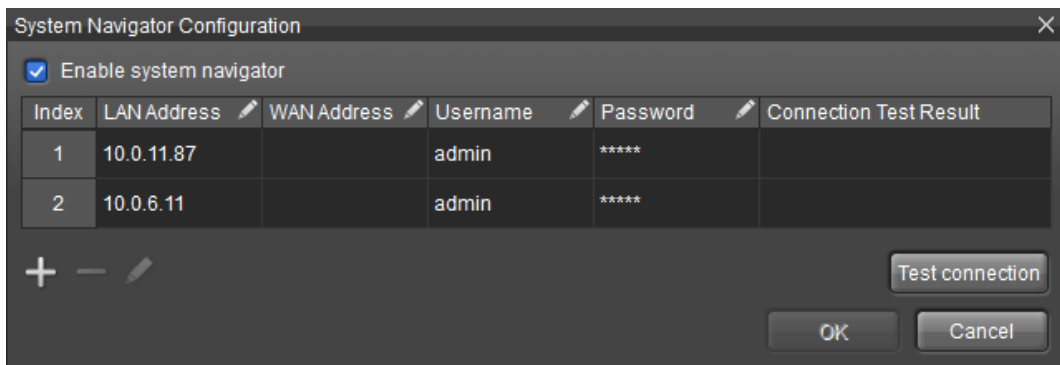 System Navigator Configuration
Enable system navigator
Index LAN Address WAN Address Username Password Connection Test Result
1 10.0.11.87 admin *****
2 10.0.6.11 admin *****
Test connection
OK Cancel